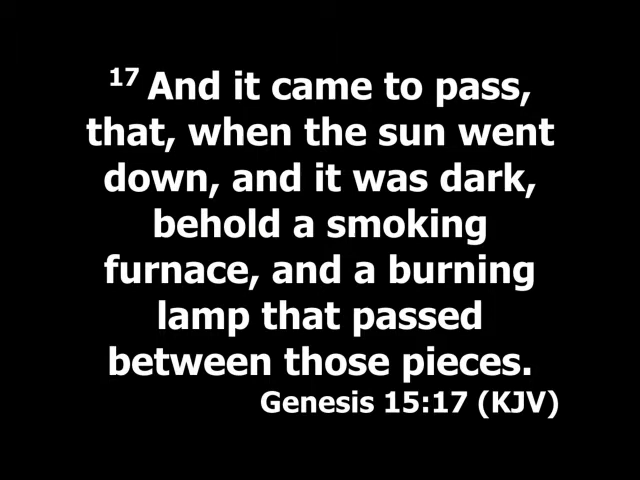 17 And it came to pass,
that, when the sun went
down, and it was dark,
behold a smoking
furnace, and a burning
lamp that passed
between those pieces.
Genesis 15:17 (KJV)